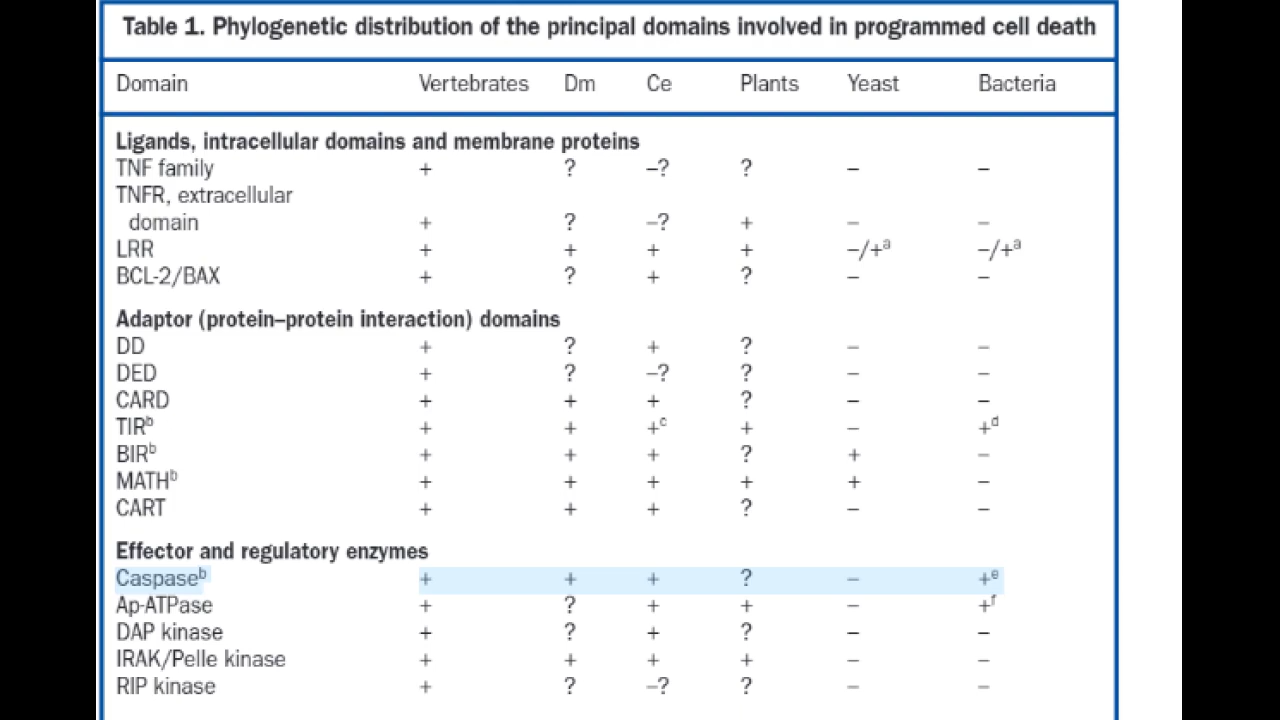 Table 1. Phylogenetic distribution of the principal domains involved in programmed cell death
Domain Vertebrates Dm Ce Plants Yeast Bacteria
Ligands, intracellular domains and membrane proteins
TNF family + ? –? ? – –
TNFR, extracellular
domain + ? –? + – –
LRR + + + + –/+ᵃ –/+ᵃ
BCL-2/BAX + ? + ? – –
Adaptor (protein–protein interaction) domains
DD + ? + ? – –
DED + ? –? ? – –
CARD + + + ? – –
TIRᵇ + + +ᶜ + – +ᵈ
BIRᵇ + + + ? + –
MATHᵇ + + + + + –
CART + + + ? – –
Effector and regulatory enzymes
Caspaseᵇ + + + ? – +ᵉ
Ap-ATPase + ? + + – +ᶠ
DAP kinase + ? + ? – –
IRAK/Pelle kinase + + + + – –
RIP kinase + ? –? ? – –